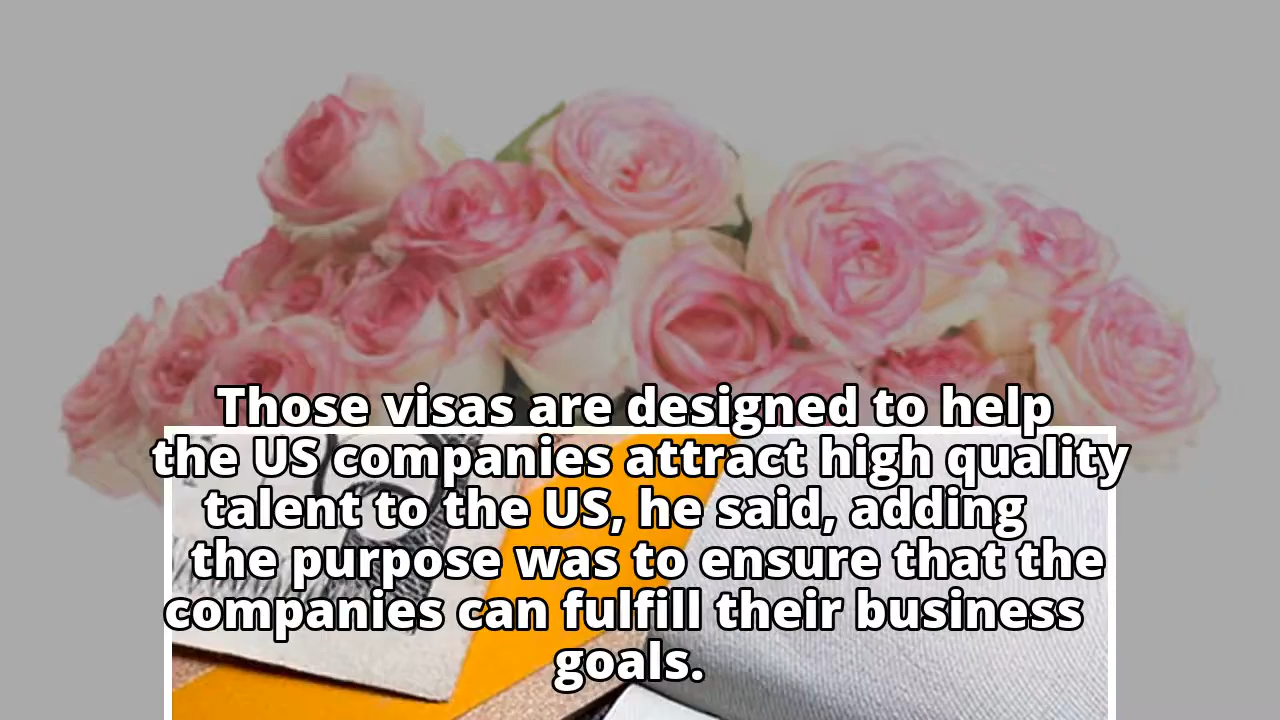 Those visas are designed to help
the US companies attract high quality
talent to the US, he said, adding
the purpose was to ensure that the
companies can fulfill their business
goals.